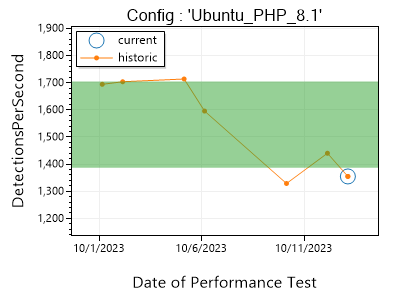 Config : 'Ubuntu_PHP_8.1'
1,900
1,800
1,700
1,600
1,500
1,400
1,300
1,200
DetectionsPerSecond
current
historic
10/1/2023
10/6/2023
10/11/2023
Date of Performance Test